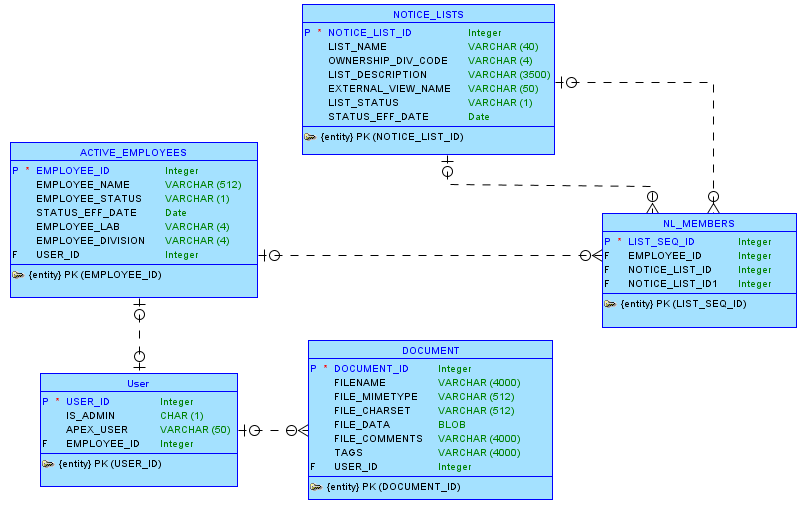 NOTICE_LISTS
P * NOTICE_LIST_ID Integer
LIST_NAME VARCHAR (40)
OWNERSHIP_DIV_CODE VARCHAR (4)
LIST_DESCRIPTION VARCHAR (3500)
EXTERNAL_VIEW_NAME VARCHAR (50)
LIST_STATUS VARCHAR (1)
STATUS_EFF_DATE Date
{entity} PK (NOTICE_LIST_ID)
ACTIVE_EMPLOYEES
P * EMPLOYEE_ID Integer
EMPLOYEE_NAME VARCHAR (512)
EMPLOYEE_STATUS VARCHAR (1)
STATUS_EFF_DATE Date
EMPLOYEE_LAB VARCHAR (4)
EMPLOYEE_DIVISION VARCHAR (4)
F USER_ID Integer
{entity} PK (EMPLOYEE_ID)
NL_MEMBERS
P * LIST_SEQ_ID Integer
F EMPLOYEE_ID Integer
F NOTICE_LIST_ID Integer
F NOTICE_LIST_ID1 Integer
{entity} PK (LIST_SEQ_ID)
User
P * USER_ID Integer
IS_ADMIN CHAR (1)
APEX_USER VARCHAR (50)
F EMPLOYEE_ID Integer
{entity} PK (USER_ID)
DOCUMENT
P * DOCUMENT_ID Integer
FILENAME VARCHAR (4000)
FILE_MIMETYPE VARCHAR (512)
FILE_CHARSET VARCHAR (512)
FILE_DATA BLOB
FILE_COMMENTS VARCHAR (4000)
TAGS VARCHAR (4000)
F USER_ID Integer
{entity} PK (DOCUMENT_ID)